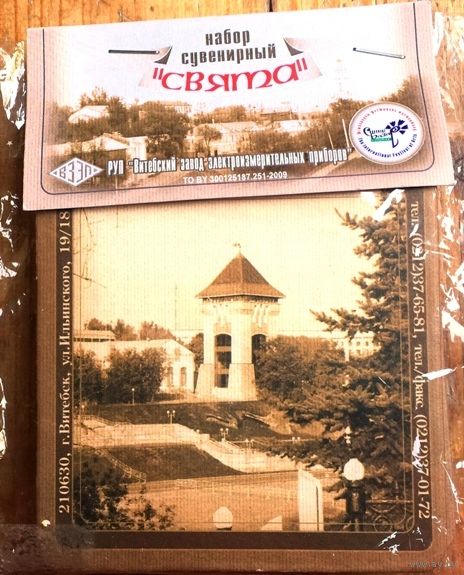 набор
сувенирный
"СВЯТА"
ВЗЭП
РУП "Витебский завод электроизмерительных приборов"
ТО BY 300125187.251-2009
210630, г.Витебск, ул.Ильинского, 19/18
тел.(0212)37-65-81, тел/факс. (0212)37-01-72